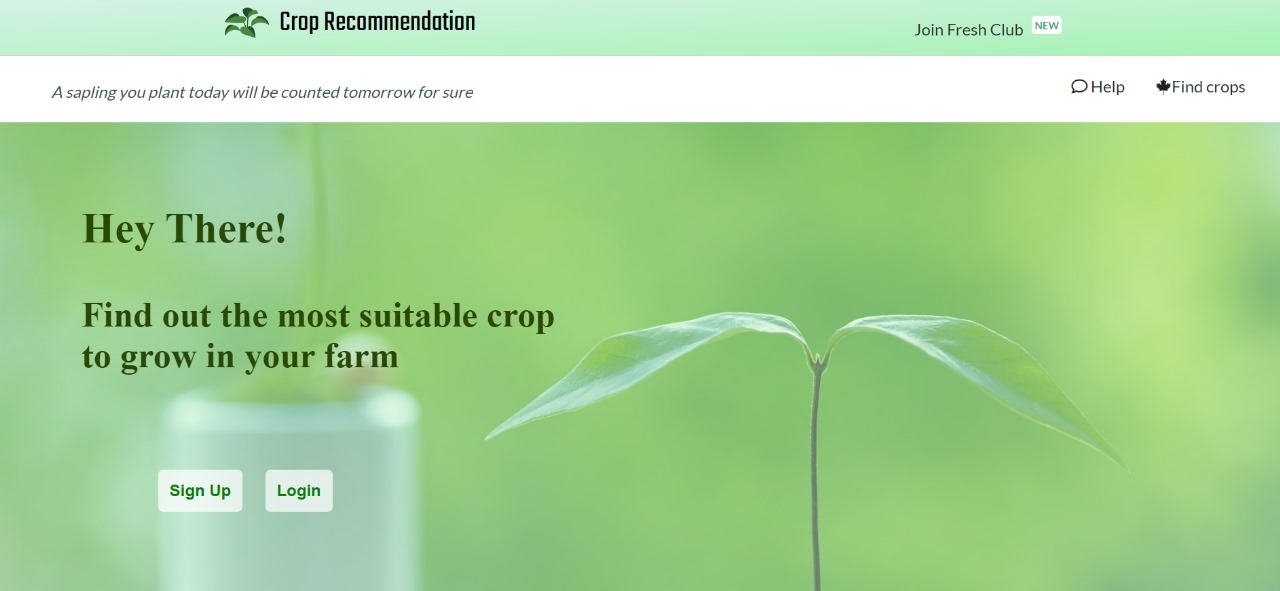 Crop Recommendation
Join Fresh Club NEW
A sapling you plant today will be counted tomorrow for sure
Help
Find crops
Hey There!
Find out the most suitable crop
to grow in your farm
Sign Up
Login